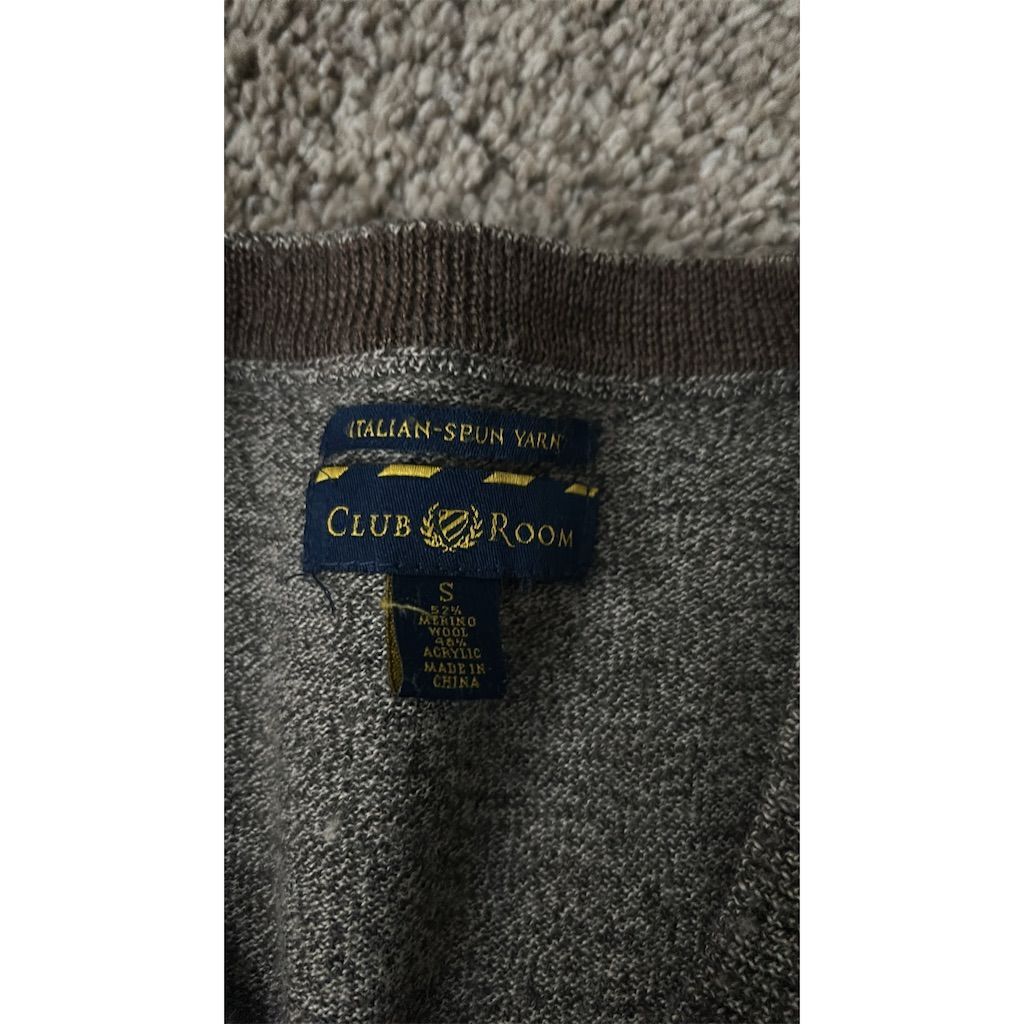 ITALIAN-SPUN YARN
CLUB ROOM
S
52%
MERINO
WOOL
48%
ACRYLIC
MADE IN
CHINA